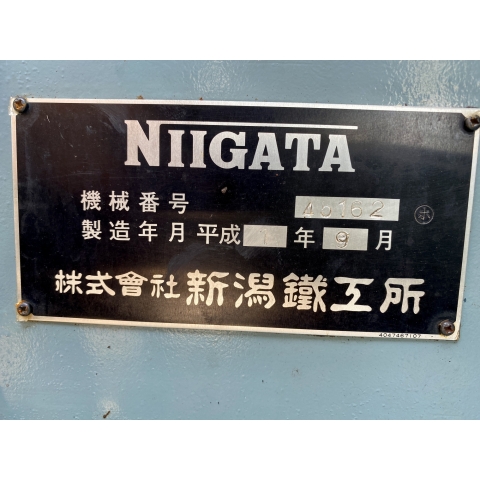 NIIGATA
機械番号 40162 ㋭
製造年月 平成 1 年 9 月
株式會社 新潟鐵工所